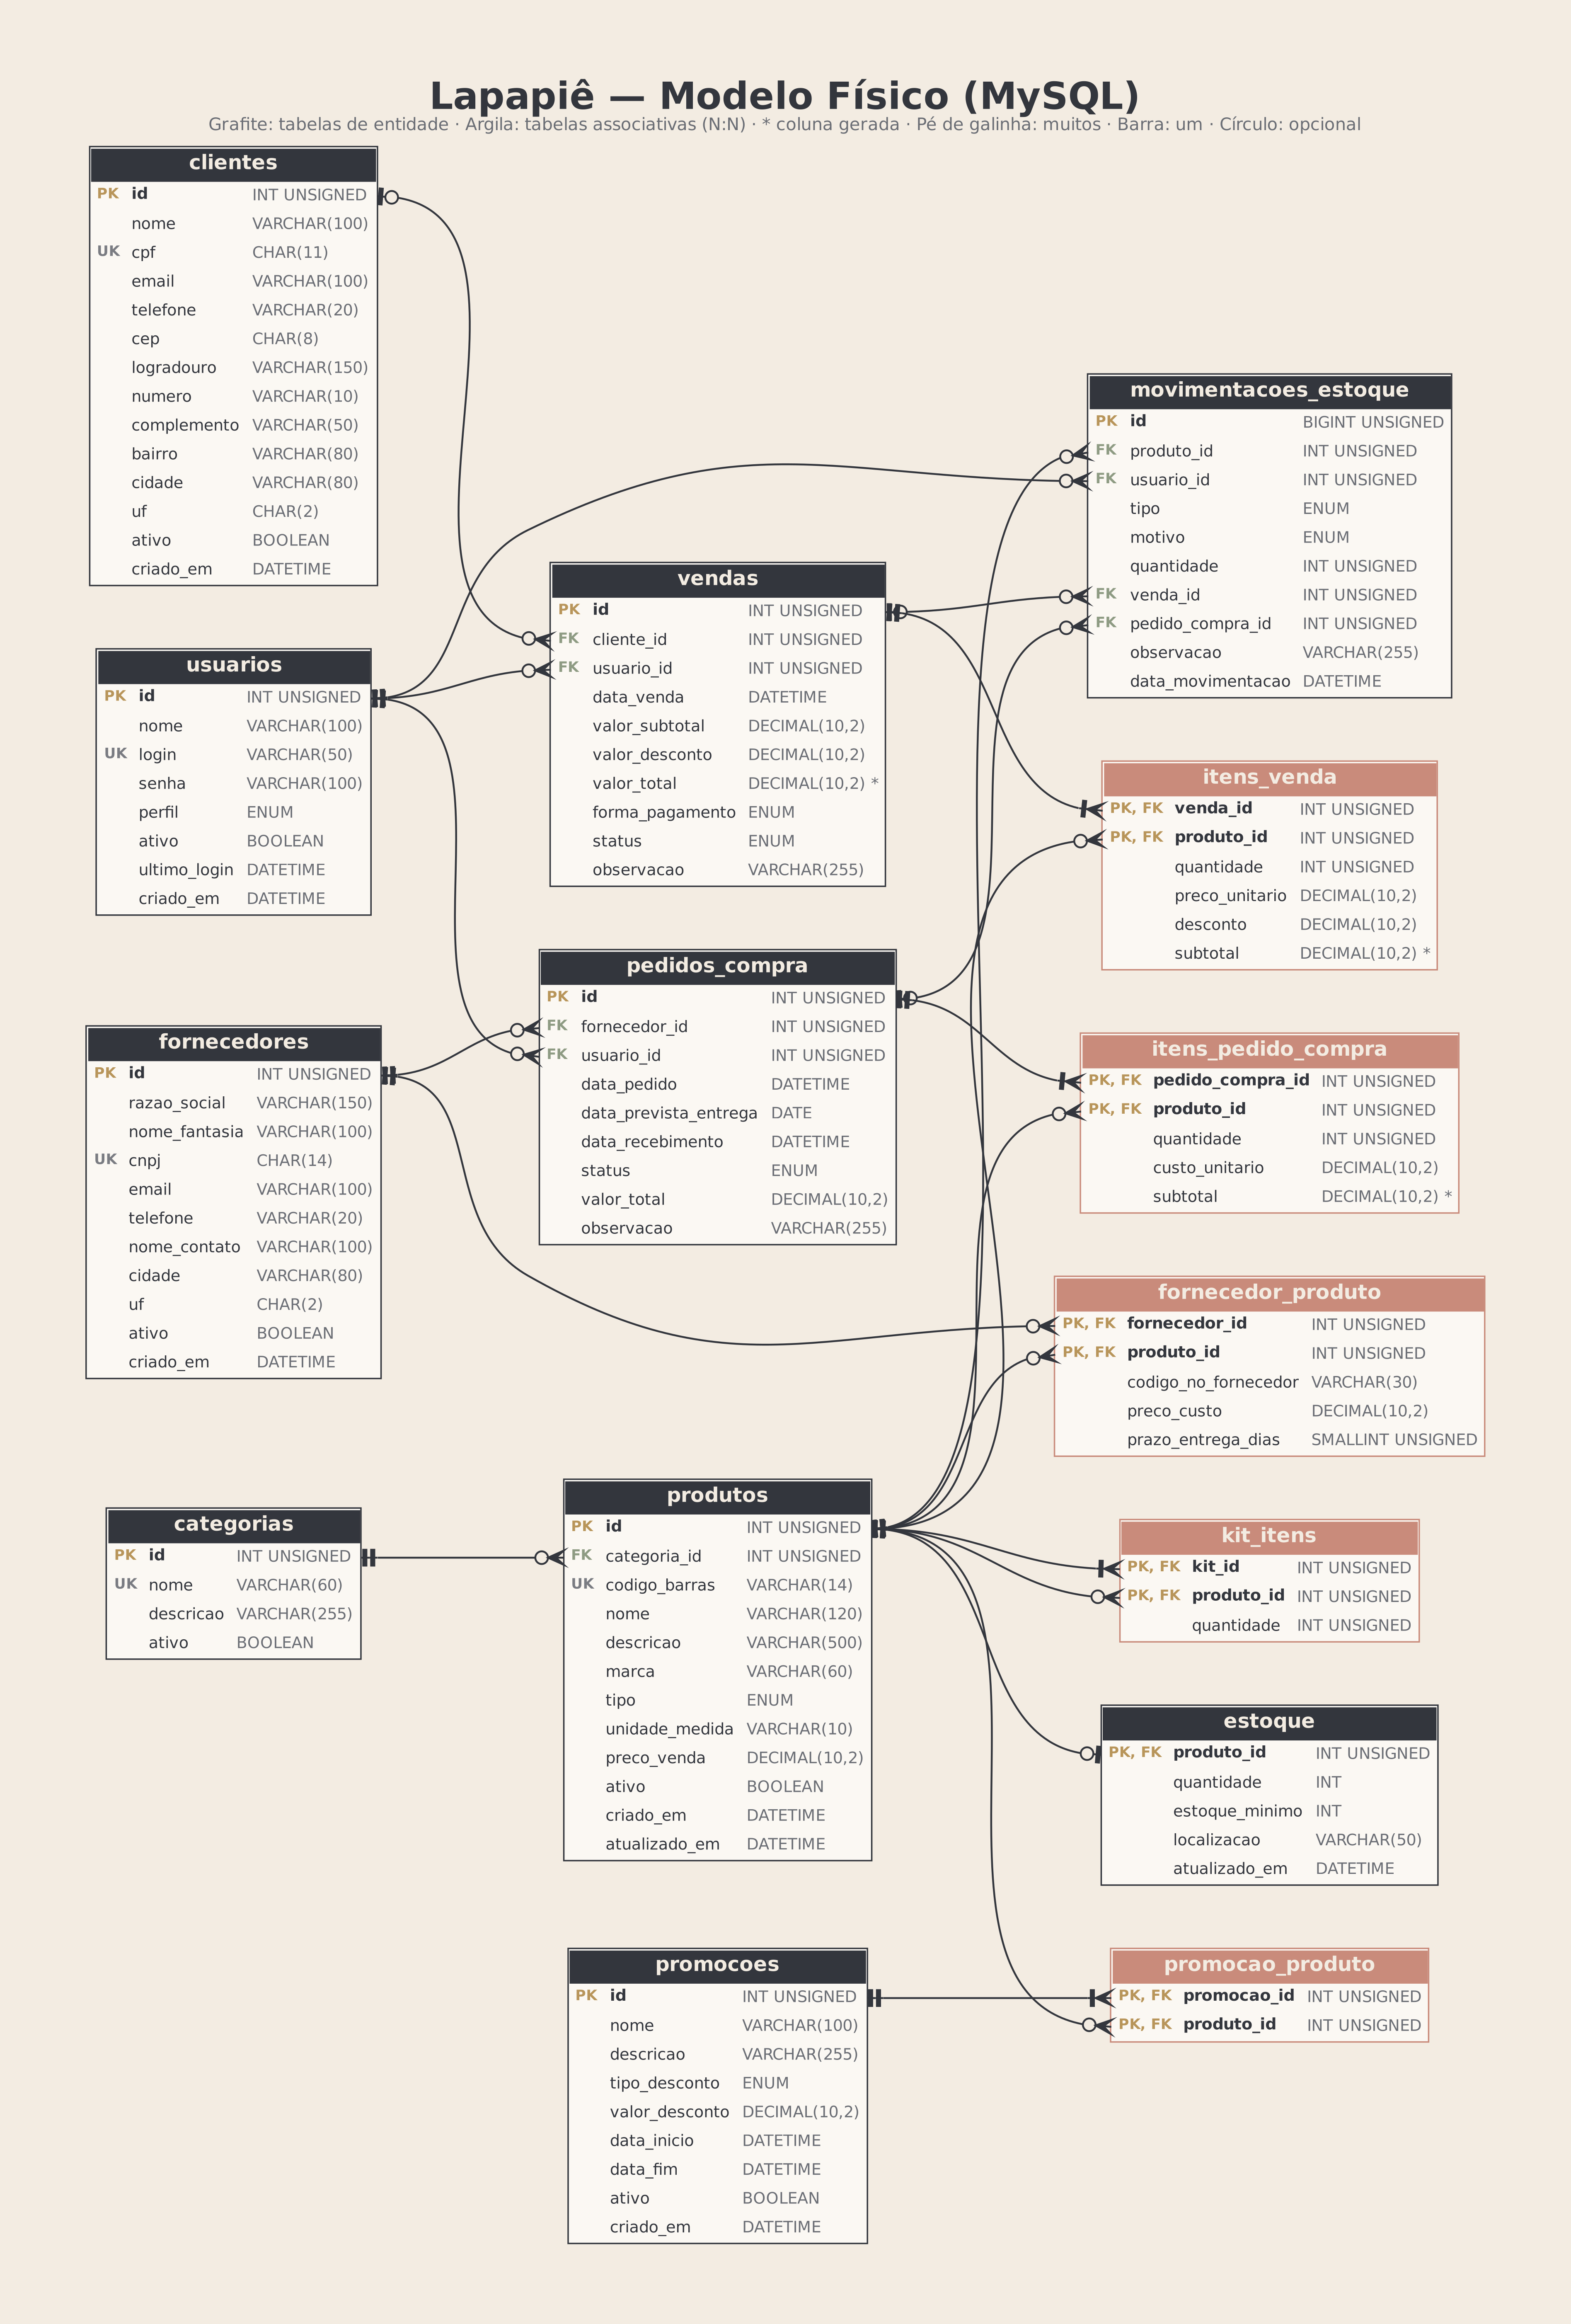 Lapapiê — Modelo Físico (MySQL)
Grafite: tabelas de entidade · Argila: tabelas associativas (N:N) · * coluna gerada · Pé de galinha: muitos · Barra: um · Círculo: opcional
clientes
PK id INT UNSIGNED
nome VARCHAR(100)
UK cpf CHAR(11)
email VARCHAR(100)
telefone VARCHAR(20)
cep CHAR(8)
logradouro VARCHAR(150)
numero VARCHAR(10)
complemento VARCHAR(50)
bairro VARCHAR(80)
cidade VARCHAR(80)
uf CHAR(2)
ativo BOOLEAN
criado_em DATETIME
usuarios
PK id INT UNSIGNED
nome VARCHAR(100)
UK login VARCHAR(50)
senha VARCHAR(100)
perfil ENUM
ativo BOOLEAN
ultimo_login DATETIME
criado_em DATETIME
fornecedores
PK id INT UNSIGNED
razao_social VARCHAR(150)
nome_fantasia VARCHAR(100)
UK cnpj CHAR(14)
email VARCHAR(100)
telefone VARCHAR(20)
nome_contato VARCHAR(100)
cidade VARCHAR(80)
uf CHAR(2)
ativo BOOLEAN
criado_em DATETIME
categorias
PK id INT UNSIGNED
UK nome VARCHAR(60)
descricao VARCHAR(255)
ativo BOOLEAN
vendas
PK id INT UNSIGNED
FK cliente_id INT UNSIGNED
FK usuario_id INT UNSIGNED
data_venda DATETIME
valor_subtotal DECIMAL(10,2)
valor_desconto DECIMAL(10,2)
valor_total DECIMAL(10,2) *
forma_pagamento ENUM
status ENUM
observacao VARCHAR(255)
pedidos_compra
PK id INT UNSIGNED
FK fornecedor_id INT UNSIGNED
FK usuario_id INT UNSIGNED
data_pedido DATETIME
data_prevista_entrega DATE
data_recebimento DATETIME
status ENUM
valor_total DECIMAL(10,2)
observacao VARCHAR(255)
produtos
PK id INT UNSIGNED
FK categoria_id INT UNSIGNED
UK codigo_barras VARCHAR(14)
nome VARCHAR(120)
descricao VARCHAR(500)
marca VARCHAR(60)
tipo ENUM
unidade_medida VARCHAR(10)
preco_venda DECIMAL(10,2)
ativo BOOLEAN
criado_em DATETIME
atualizado_em DATETIME
promocoes
PK id INT UNSIGNED
nome VARCHAR(100)
descricao VARCHAR(255)
tipo_desconto ENUM
valor_desconto DECIMAL(10,2)
data_inicio DATETIME
data_fim DATETIME
ativo BOOLEAN
criado_em DATETIME
movimentacoes_estoque
PK id BIGINT UNSIGNED
FK produto_id INT UNSIGNED
FK usuario_id INT UNSIGNED
tipo ENUM
motivo ENUM
quantidade INT UNSIGNED
FK venda_id INT UNSIGNED
FK pedido_compra_id INT UNSIGNED
observacao VARCHAR(255)
data_movimentacao DATETIME
itens_venda
PK, FK venda_id INT UNSIGNED
PK, FK produto_id INT UNSIGNED
quantidade INT UNSIGNED
preco_unitario DECIMAL(10,2)
desconto DECIMAL(10,2)
subtotal DECIMAL(10,2) *
itens_pedido_compra
PK, FK pedido_compra_id INT UNSIGNED
PK, FK produto_id INT UNSIGNED
quantidade INT UNSIGNED
custo_unitario DECIMAL(10,2)
subtotal DECIMAL(10,2) *
fornecedor_produto
PK, FK fornecedor_id INT UNSIGNED
PK, FK produto_id INT UNSIGNED
codigo_no_fornecedor VARCHAR(30)
preco_custo DECIMAL(10,2)
prazo_entrega_dias SMALLINT UNSIGNED
kit_itens
PK, FK kit_id INT UNSIGNED
PK, FK produto_id INT UNSIGNED
quantidade INT UNSIGNED
estoque
PK, FK produto_id INT UNSIGNED
quantidade INT
estoque_minimo INT
localizacao VARCHAR(50)
atualizado_em DATETIME
promocao_produto
PK, FK promocao_id INT UNSIGNED
PK, FK produto_id INT UNSIGNED